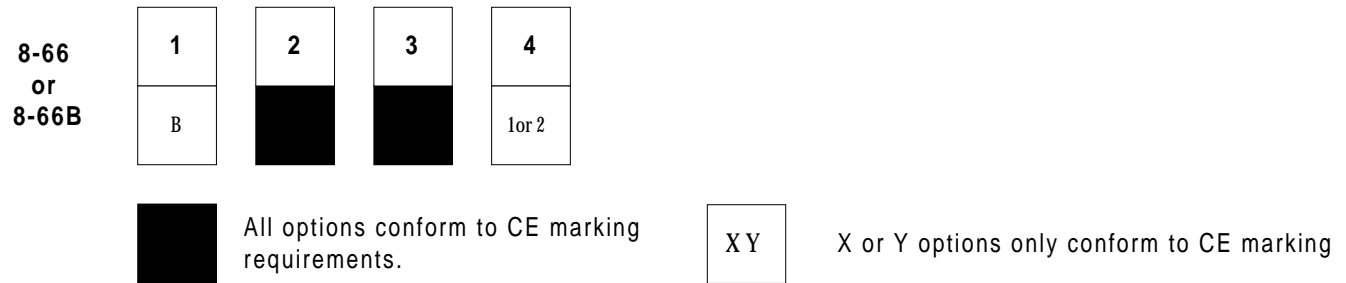 8-66
or
8-66B
1 2 3 4
B 1or 2
All options conform to CE marking
requirements.
X Y
X or Y options only conform to CE marking